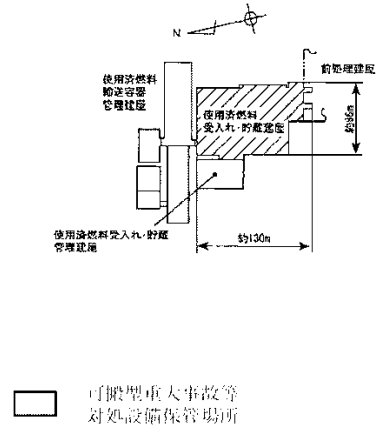 N
前処理建屋
使用済燃料
輸送容器
管理建屋
使用済燃料
受入れ・貯蔵建屋
約86m
使用済燃料受入れ・貯蔵
管理建屋
約130m
可搬型重大事故等
対処設備保管場所